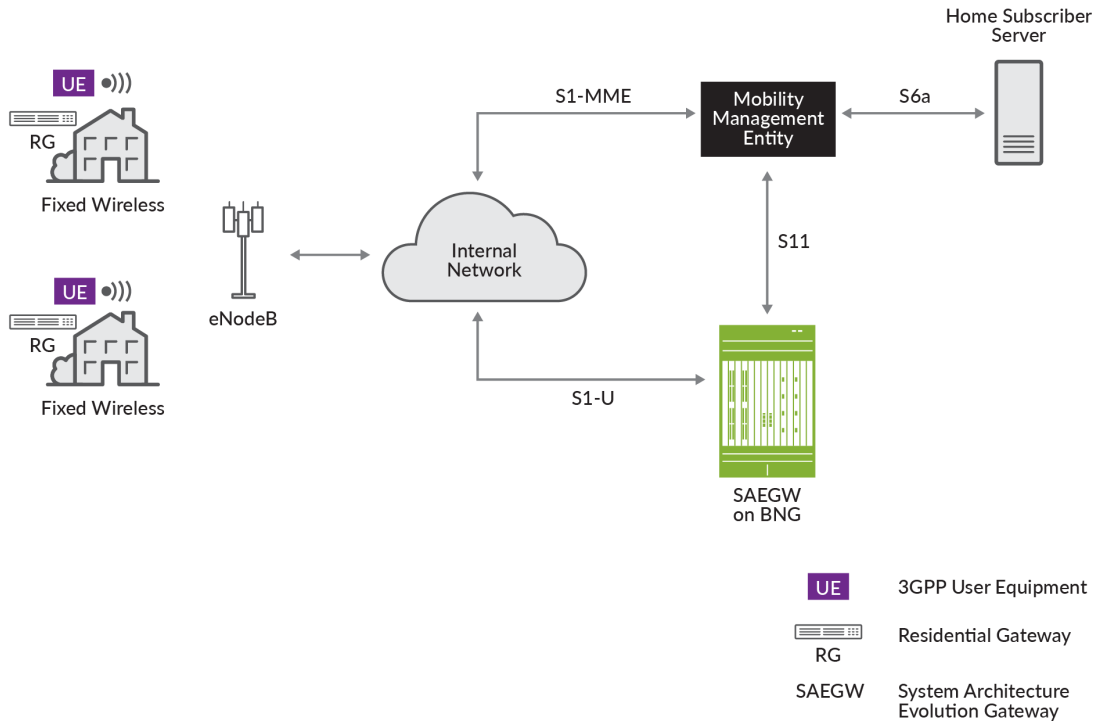 Home Subscriber
Server
UE
RG
Fixed Wireless
S1-MME
Mobility
Management
Entity
S6a
eNodeB
Internal
Network
S11
UE
RG
Fixed Wireless
S1-U
SAEGW
on BNG
UE
3GPP User Equipment
RG
Residential Gateway
SAEGW
System Architecture
Evolution Gateway